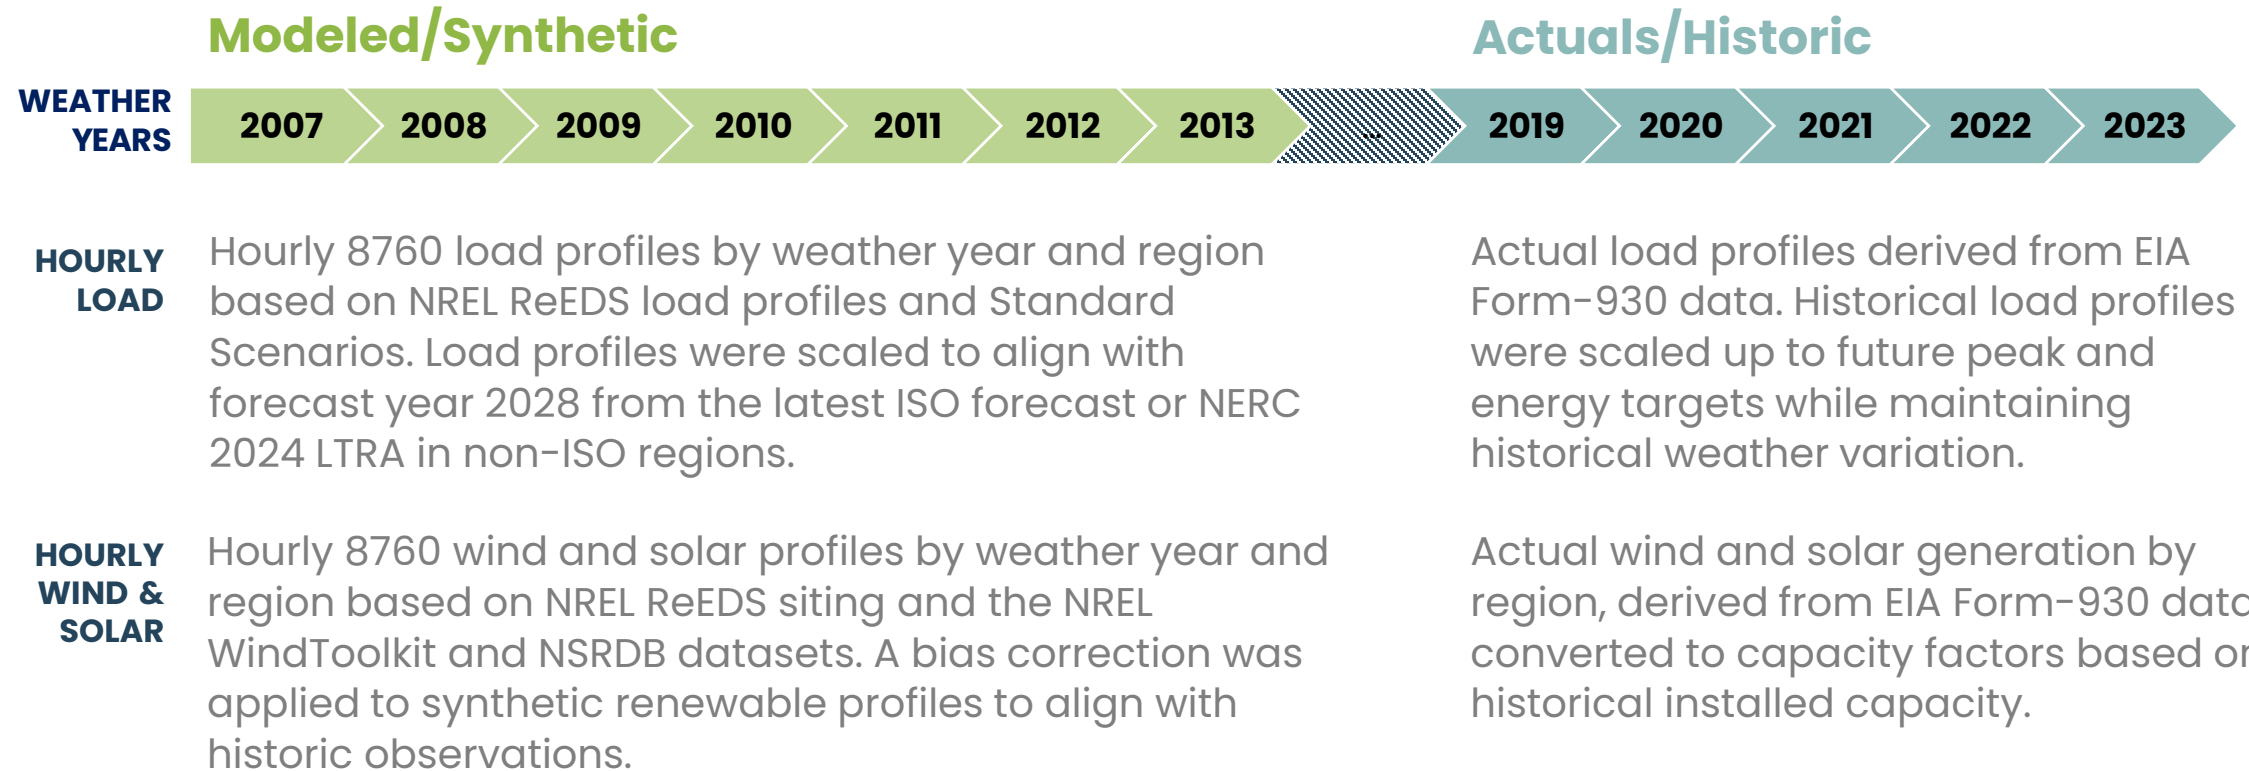 Modeled/Synthetic
Actuals/Historic
WEATHER
YEARS
2007 2008 2009 2010 2011 2012 2013 ... 2019 2020 2021 2022 2023
HOURLY
LOAD
Hourly 8760 load profiles by weather year and region
based on NREL ReEDS load profiles and Standard
Scenarios. Load profiles were scaled to align with
forecast year 2028 from the latest ISO forecast or NERC
2024 LTRA in non-ISO regions.
Actual load profiles derived from EIA
Form-930 data. Historical load profiles
were scaled up to future peak and
energy targets while maintaining
historical weather variation.
HOURLY
WIND &
SOLAR
Hourly 8760 wind and solar profiles by weather year and
region based on NREL ReEDS siting and the NREL
WindToolkit and NSRDB datasets. A bias correction was
applied to synthetic renewable profiles to align with
historic observations.
Actual wind and solar generation by
region, derived from EIA Form-930 data
converted to capacity factors based on
historical installed capacity.